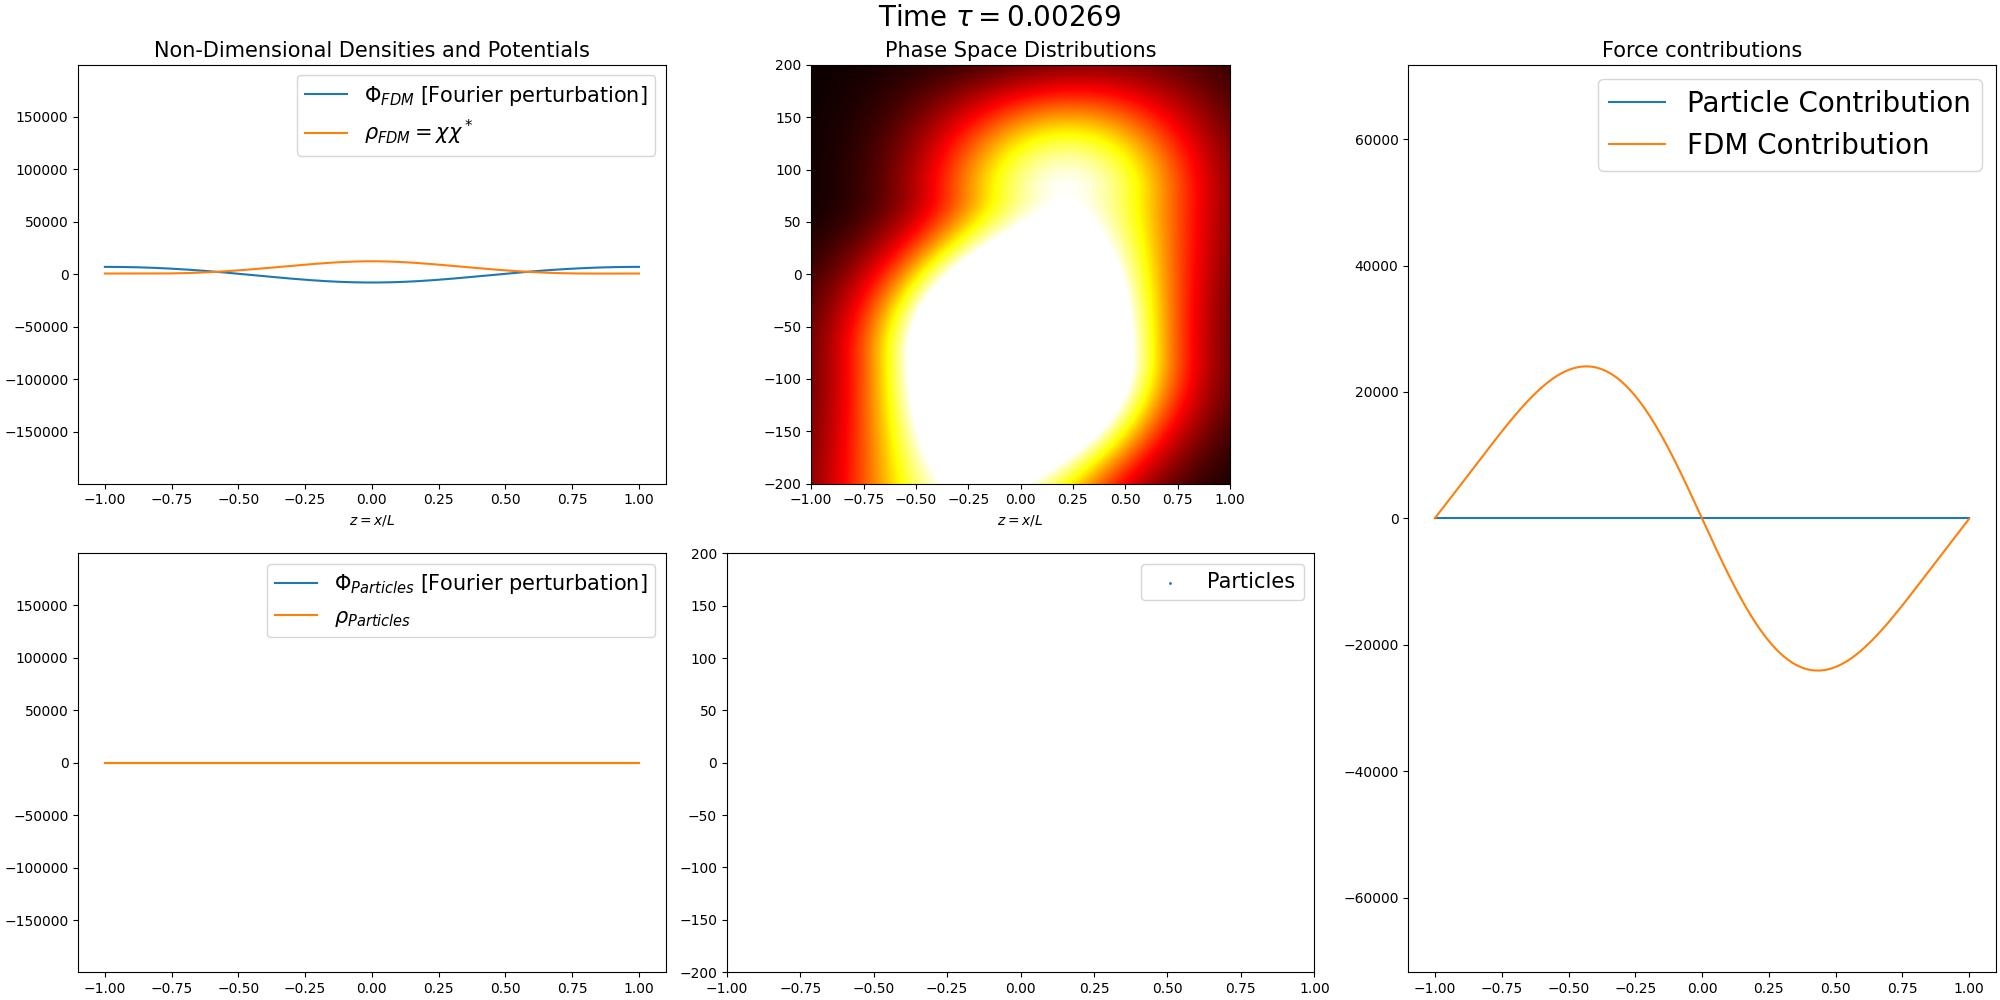 Time τ = 0.00269
Non-Dimensional Densities and Potentials
Φ_FDM [Fourier perturbation]
ρ_FDM = χχ*
150000
100000
50000
0
−50000
−100000
−150000
−1.00 −0.75 −0.50 −0.25 0.00 0.25 0.50 0.75 1.00
z = x/L
Phase Space Distributions
200
150
100
50
0
−50
−100
−150
−200
−1.00 −0.75 −0.50 −0.25 0.00 0.25 0.50 0.75 1.00
z = x/L
Force contributions
Particle Contribution
FDM Contribution
60000
40000
20000
0
−20000
−40000
−60000
−1.00 −0.75 −0.50 −0.25 0.00 0.25 0.50 0.75 1.00
Φ_Particles [Fourier perturbation]
ρ_Particles
150000
100000
50000
0
−50000
−100000
−150000
−1.00 −0.75 −0.50 −0.25 0.00 0.25 0.50 0.75 1.00
Particles
200
150
100
50
0
−50
−100
−150
−200
−1.00 −0.75 −0.50 −0.25 0.00 0.25 0.50 0.75 1.00